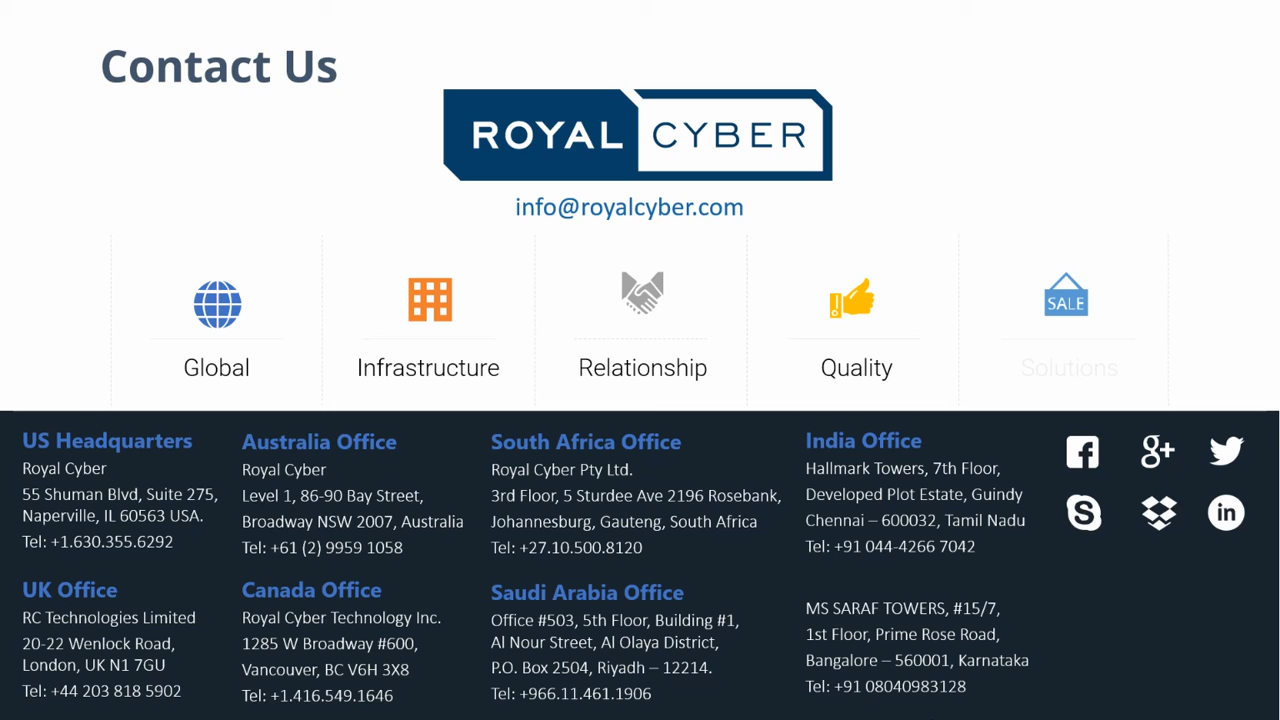 Contact Us
ROYAL CYBER
info@royalcyber.com
SALE
Global
Infrastructure
Relationship
Quality
Solutions
US Headquarters
Royal Cyber
55 Shuman Blvd, Suite 275,
Naperville, IL 60563 USA.
Tel: +1.630.355.6292
Australia Office
Royal Cyber
Level 1, 86-90 Bay Street,
Broadway NSW 2007, Australia
Tel: +61 (2) 9959 1058
South Africa Office
Royal Cyber Pty Ltd.
3rd Floor, 5 Sturdee Ave 2196 Rosebank,
Johannesburg, Gauteng, South Africa
Tel: +27.10.500.8120
India Office
Hallmark Towers, 7th Floor,
Developed Plot Estate, Guindy
Chennai – 600032, Tamil Nadu
Tel: +91 044-4266 7042
UK Office
RC Technologies Limited
20-22 Wenlock Road,
London, UK N1 7GU
Tel: +44 203 818 5902
Canada Office
Royal Cyber Technology Inc.
1285 W Broadway #600,
Vancouver, BC V6H 3X8
Tel: +1.416.549.1646
Saudi Arabia Office
Office #503, 5th Floor, Building #1,
Al Nour Street, Al Olaya District,
P.O. Box 2504, Riyadh – 12214.
Tel: +966.11.461.1906
MS SARAF TOWERS, #15/7,
1st Floor, Prime Rose Road,
Bangalore – 560001, Karnataka
Tel: +91 08040983128